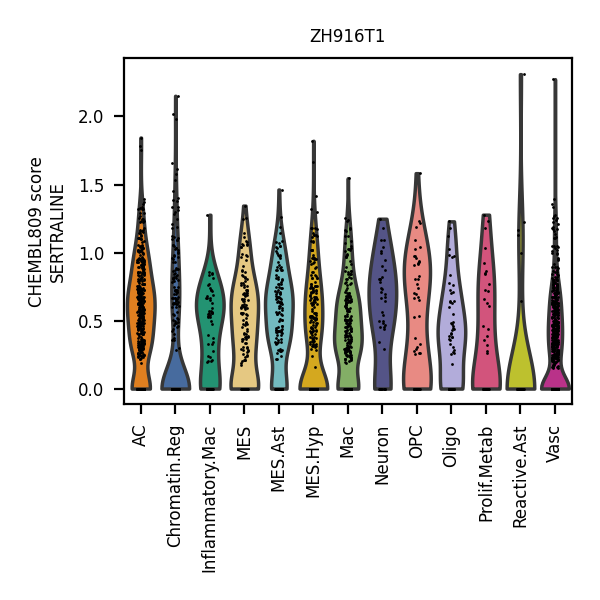 ZH916T1
CHEMBL809 score
SERTRALINE
2.0
1.5
1.0
0.5
0.0
AC
Chromatin.Reg
Inflammatory.Mac
MES
MES.Ast
MES.Hyp
Mac
Neuron
OPC
Oligo
Prolif.Metab
Reactive.Ast
Vasc